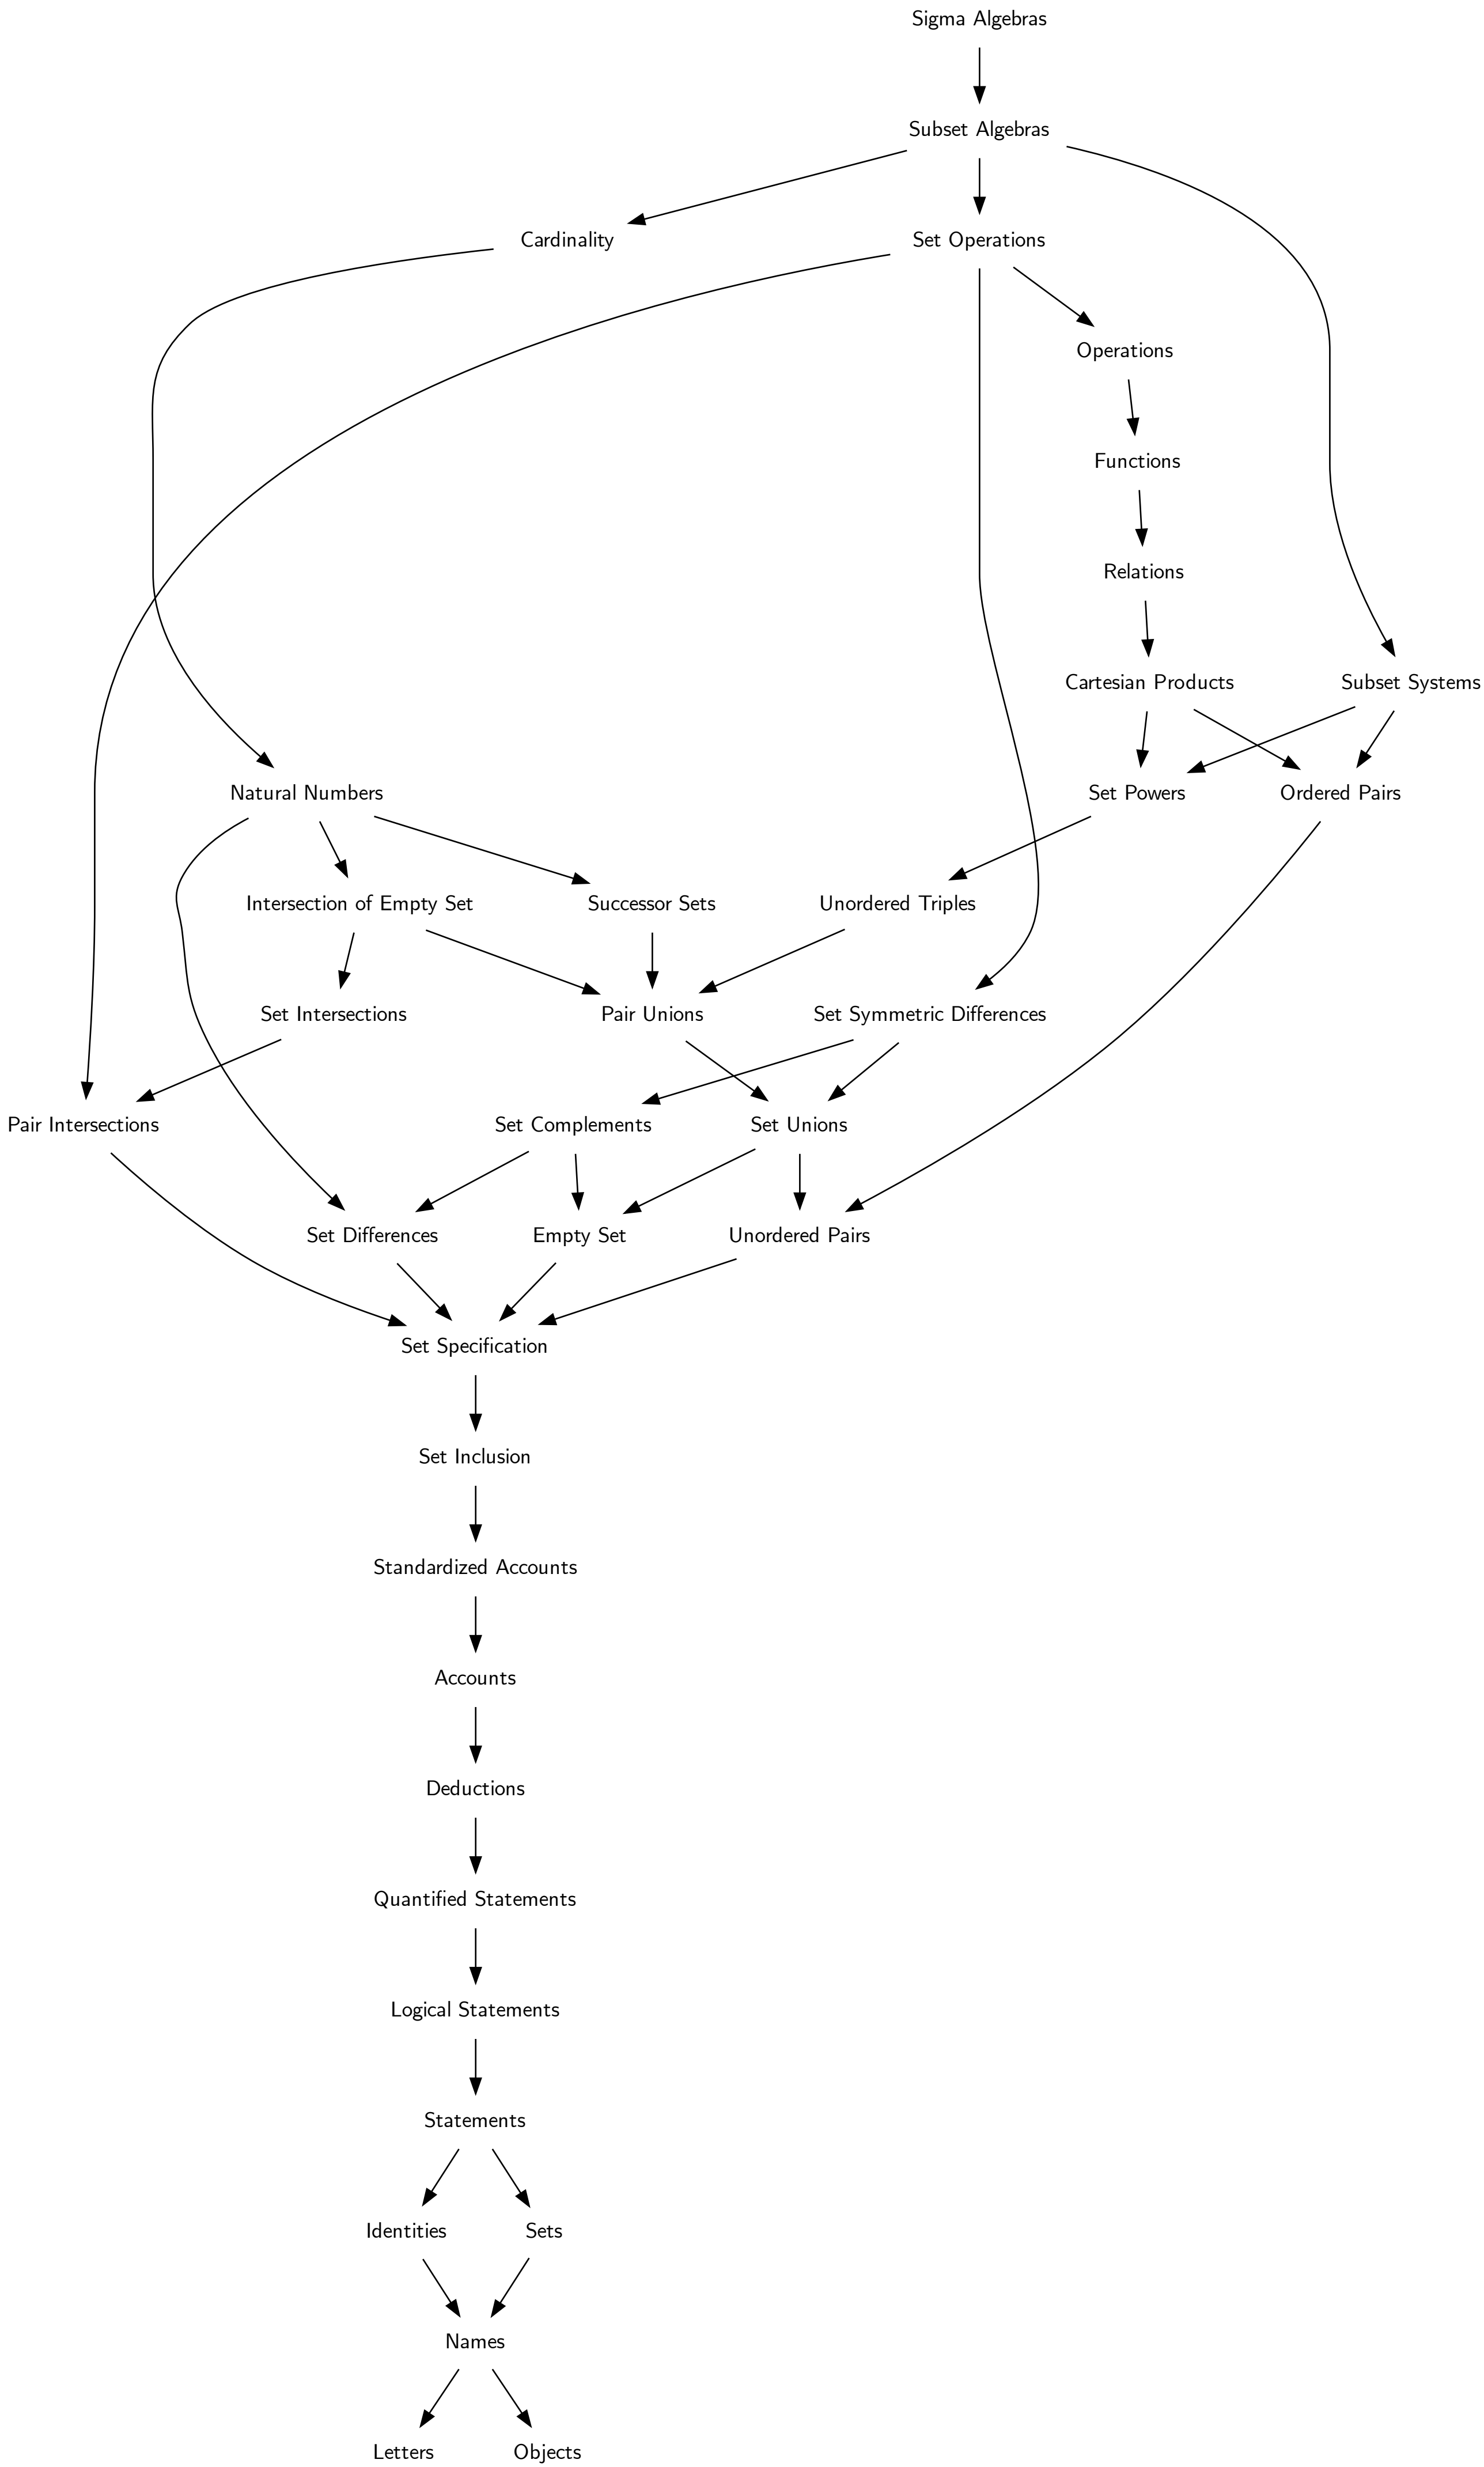 Sigma Algebras
Subset Algebras
Cardinality
Set Operations
Operations
Functions
Relations
Cartesian Products
Subset Systems
Natural Numbers
Set Powers
Ordered Pairs
Intersection of Empty Set
Successor Sets
Unordered Triples
Set Intersections
Pair Unions
Set Symmetric Differences
Pair Intersections
Set Complements
Set Unions
Set Differences
Empty Set
Unordered Pairs
Set Specification
Set Inclusion
Standardized Accounts
Accounts
Deductions
Quantified Statements
Logical Statements
Statements
Identities
Sets
Names
Letters
Objects